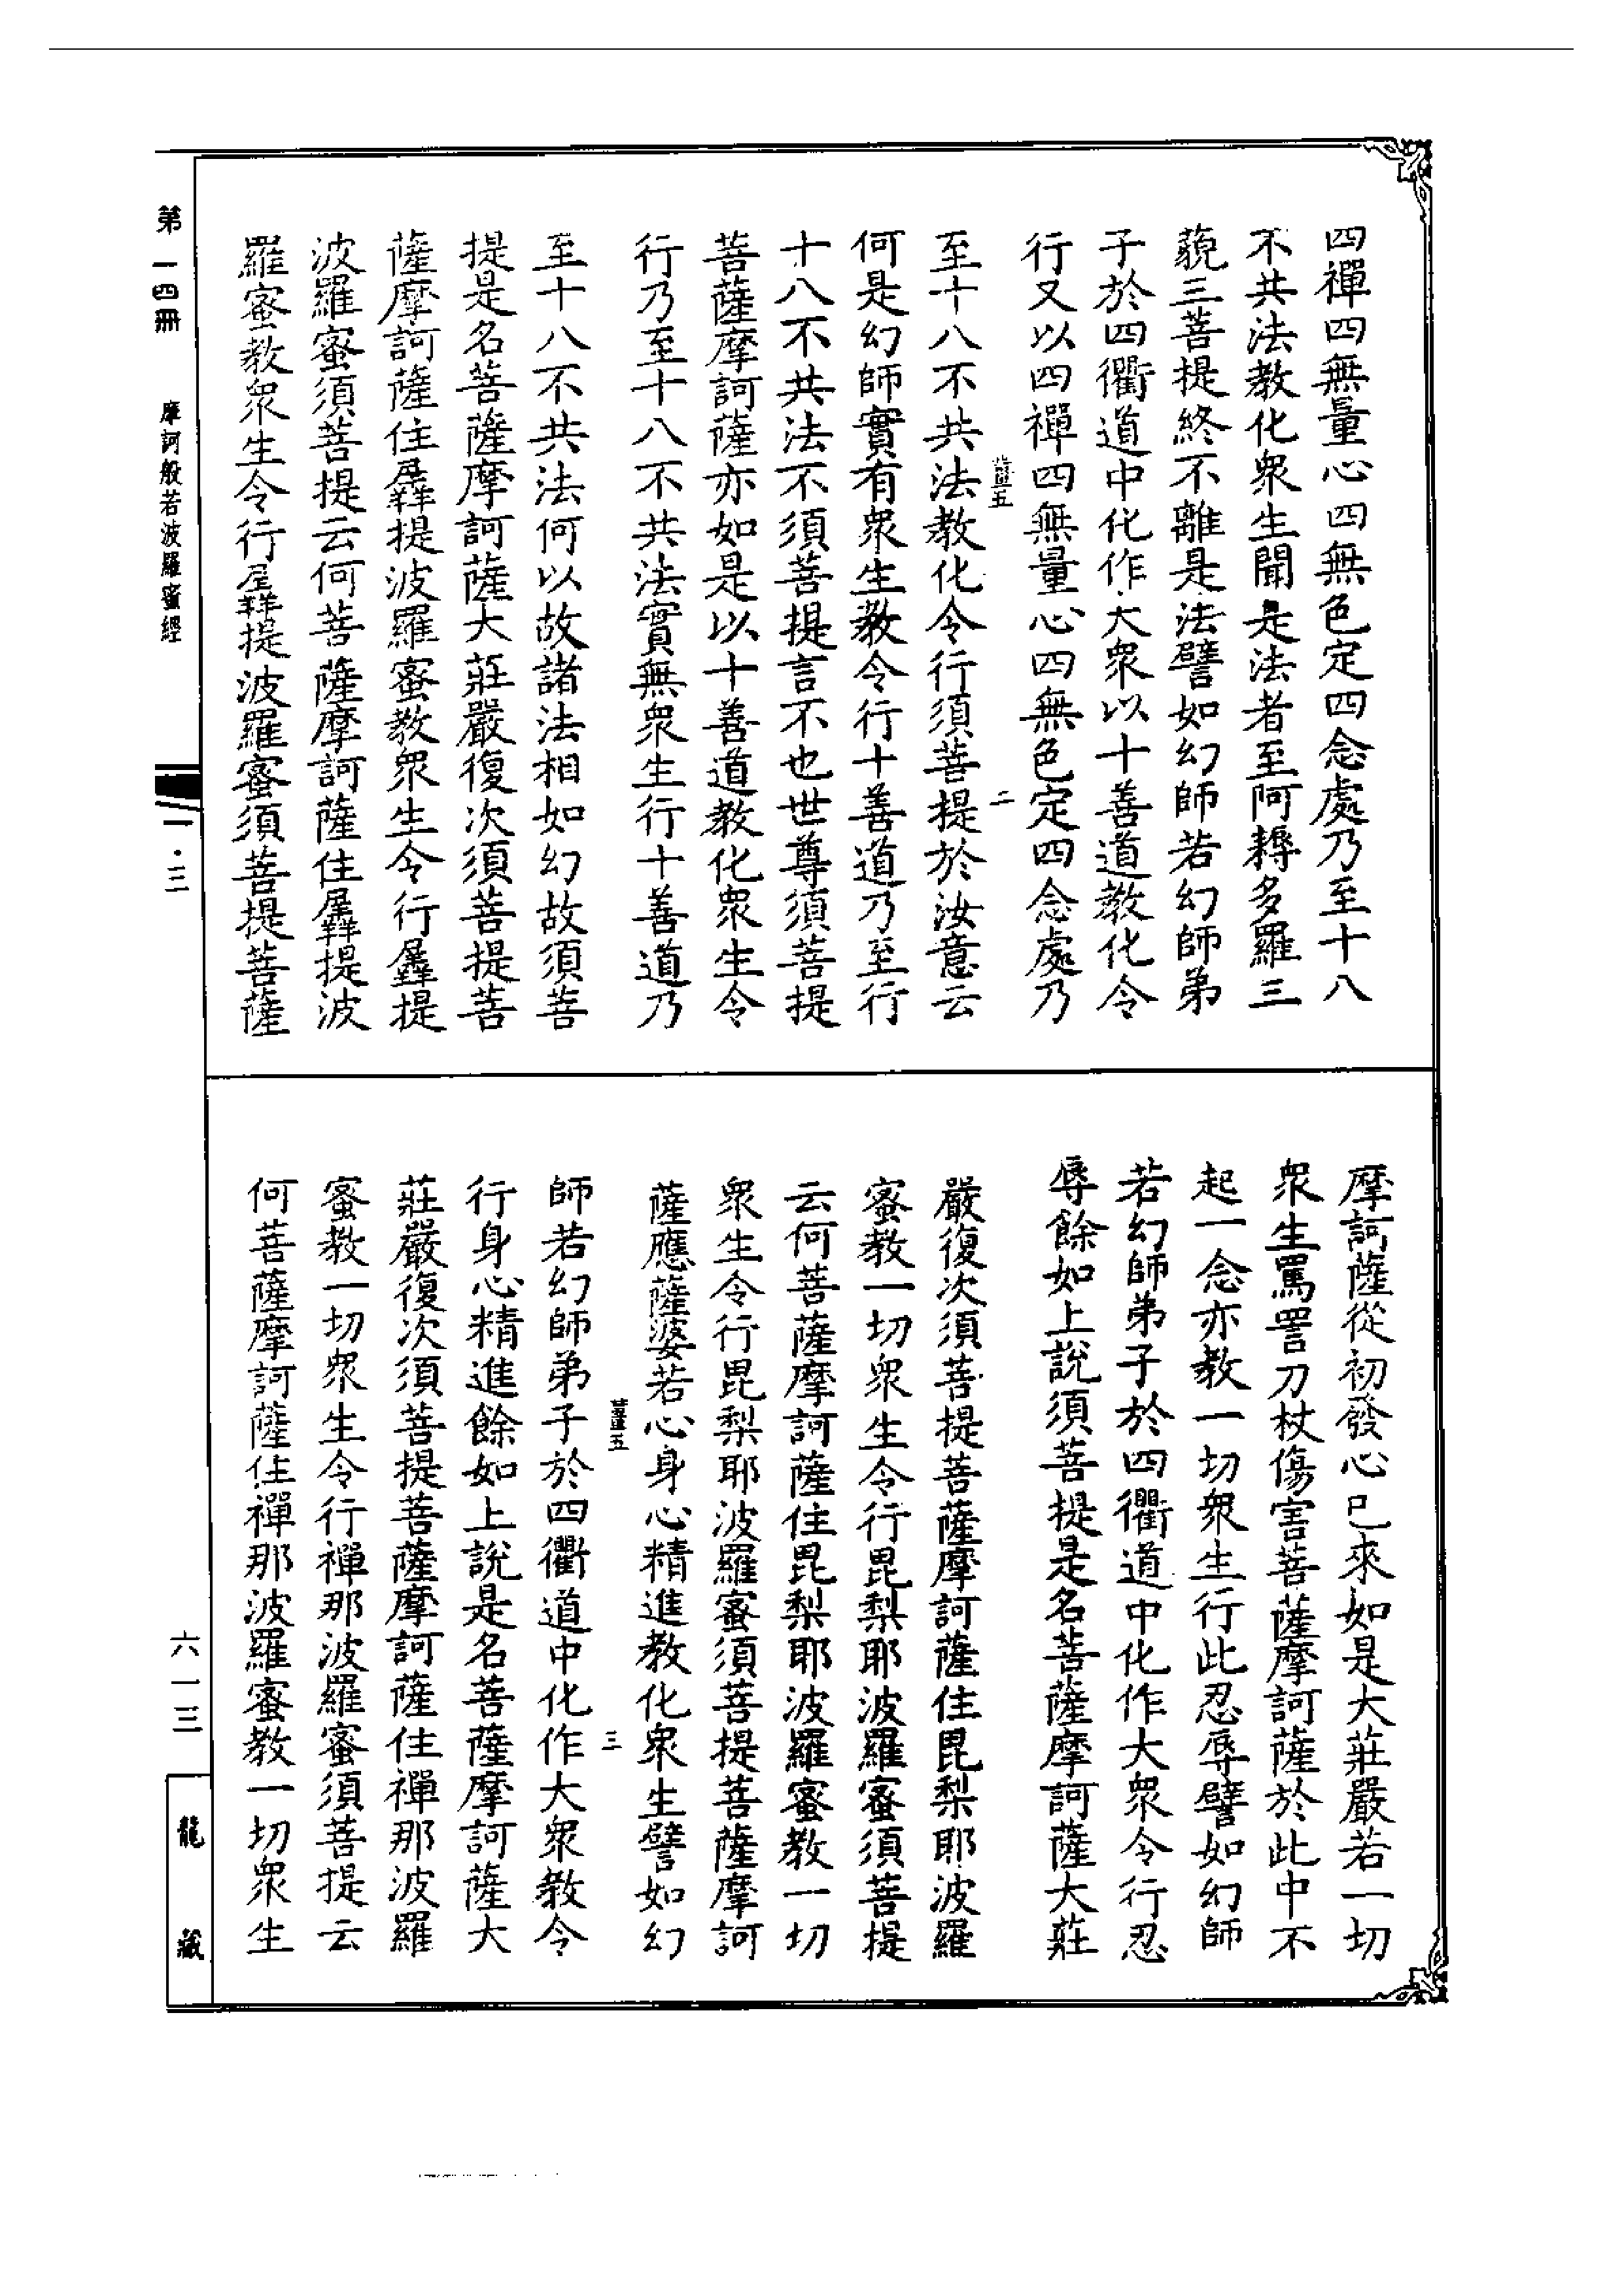 四禪四無量心四無色定四念處乃至十八
不共法教化衆生聞是法者至阿耨多羅三
藐三菩提終不離是法譬如幻師若幻師弟
子於四衢道中化作大衆以十善道教化令
行又以四禪四無量心四無色定四念處乃
薑五
二
至十八不共法教化令行須菩提於汝意云
何是幻師實有衆生教令行十善道乃至行
十八不共法不須菩提言不也世尊須菩提
菩薩摩訶薩亦如是以十善道教化衆生令
行乃至十八不共法實無衆生行十善道乃
至十八不共法何以故諸法相如幻故須菩
提是名菩薩摩訶薩大莊嚴復次須菩提菩
薩摩訶薩住羼提波羅蜜教衆生令行羼提
波羅蜜須菩提云何菩薩摩訶薩住羼提波
羅蜜教衆生令行羼提波羅蜜須菩提菩薩
摩訶薩從初發心已來如是大莊嚴若一切
衆生罵詈刀杖傷害菩薩摩訶薩於此中不
起一念亦教一切衆生行此忍辱譬如幻師
若幻師弟子於四衢道中化作大衆令行忍
辱餘如上說須菩提是名菩薩摩訶薩大莊
嚴復次須菩提菩薩摩訶薩住毘梨耶波羅
蜜教一切衆生令行毘梨耶波羅蜜須菩提
云何菩薩摩訶薩住毘梨耶波羅蜜教一切
衆生令行毘梨耶波羅蜜須菩提菩薩摩訶
薩應薩婆若心身心精進教化衆生譬如幻
薑五
三
師若幻師弟子於四衢道中化作大衆教令
行身心精進餘如上說是名菩薩摩訶薩大
莊嚴復次須菩提菩薩摩訶薩住禪那波羅
蜜教一切衆生令行禪那波羅蜜須菩提云
何菩薩摩訶薩住禪那波羅蜜教一切衆生
第一四冊
摩訶般若波羅蜜經
一·三
六一三
龍藏